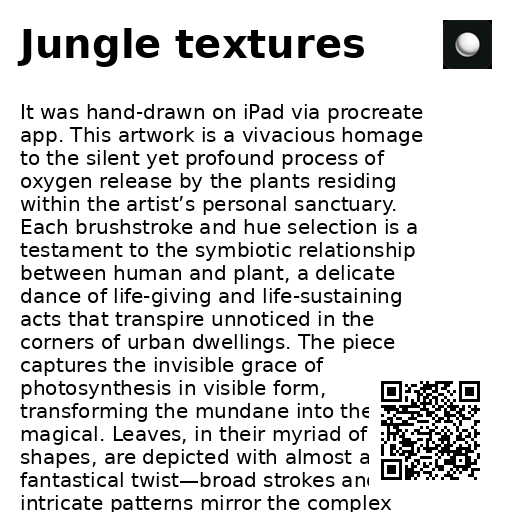 Jungle textures
It was hand-drawn on iPad via procreate
app. This artwork is a vivacious homage
to the silent yet profound process of
oxygen release by the plants residing
within the artist’s personal sanctuary.
Each brushstroke and hue selection is a
testament to the symbiotic relationship
between human and plant, a delicate
dance of life-giving and life-sustaining
acts that transpire unnoticed in the
corners of urban dwellings. The piece
captures the invisible grace of
photosynthesis in visible form,
transforming the mundane into the
magical. Leaves, in their myriad of
shapes, are depicted with almost a
fantastical twist—broad strokes and
intricate patterns mirror the complex